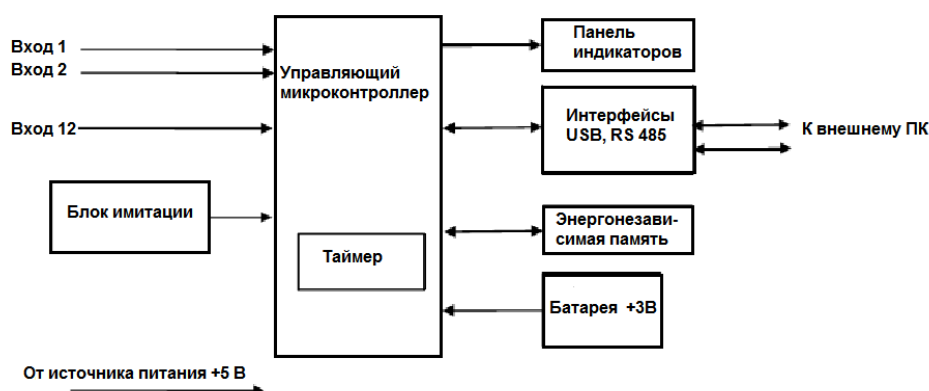 Вход 1
Вход 2
Вход 12
Блок имитации
Управляющий
микроконтроллер
Таймер
Панель
индикаторов
Интерфейсы
USB, RS 485
К внешнему ПК
Энергонезави-
симая память
Батарея +3В
От источника питания +5 В